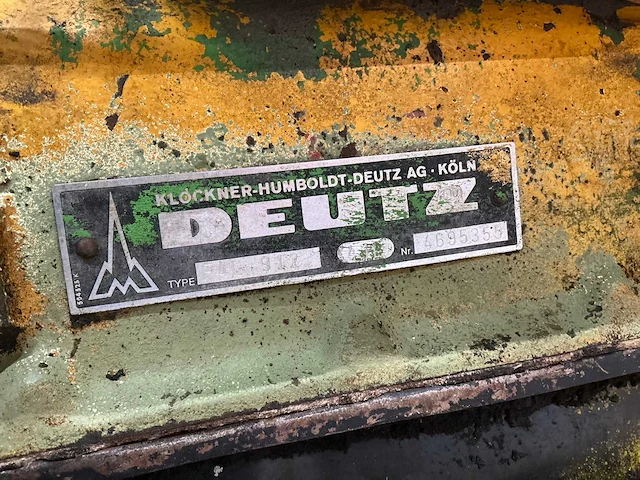 KLÖCKNER-HUMBOLDT-DEUTZ AG · KÖLN
DEUTZ
TYPE Nr. 4695355